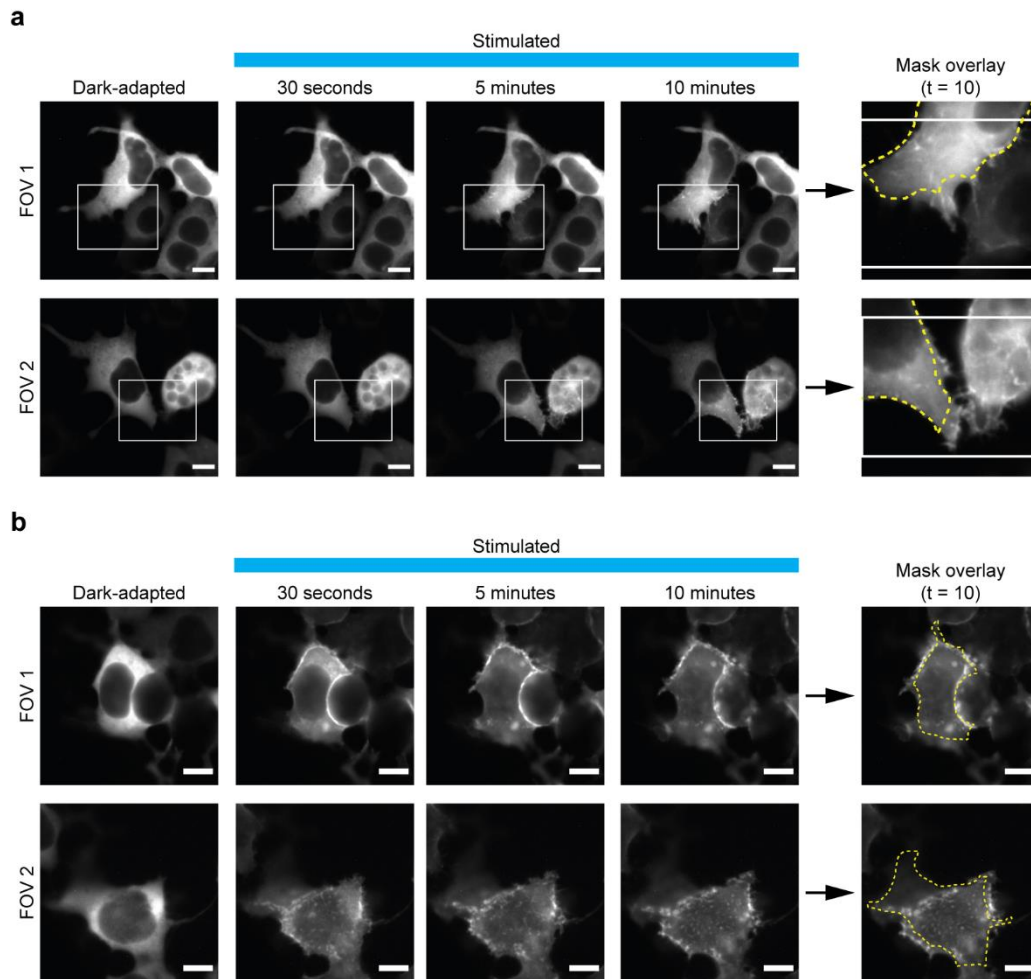 a
Stimulated
Dark-adapted 30 seconds 5 minutes 10 minutes Mask overlay
(t = 10)
FOV 1
FOV 2
b
Stimulated
Dark-adapted 30 seconds 5 minutes 10 minutes Mask overlay
(t = 10)
FOV 1
FOV 2